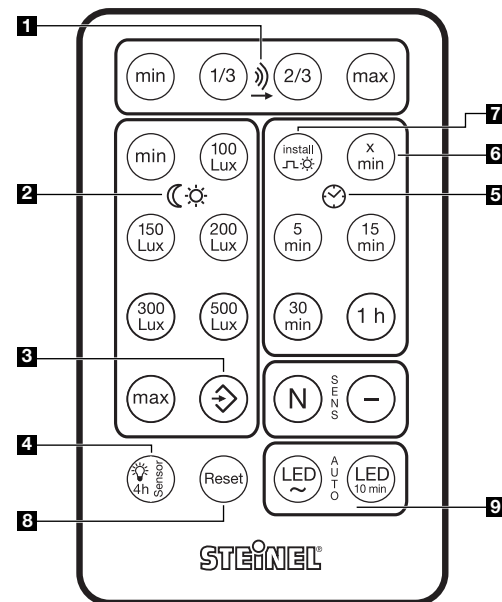 1
min 1/3 2/3 max
7
min
100
Lux
install
x
min
6
2
5
150
Lux
200
Lux
5
min
15
min
300
Lux
500
Lux
30
min
1 h
3
max
N
SENS
−
4
4h
Sensor
Reset
LED
~
AUTO
LED
10 min
8
9
STEINEL®